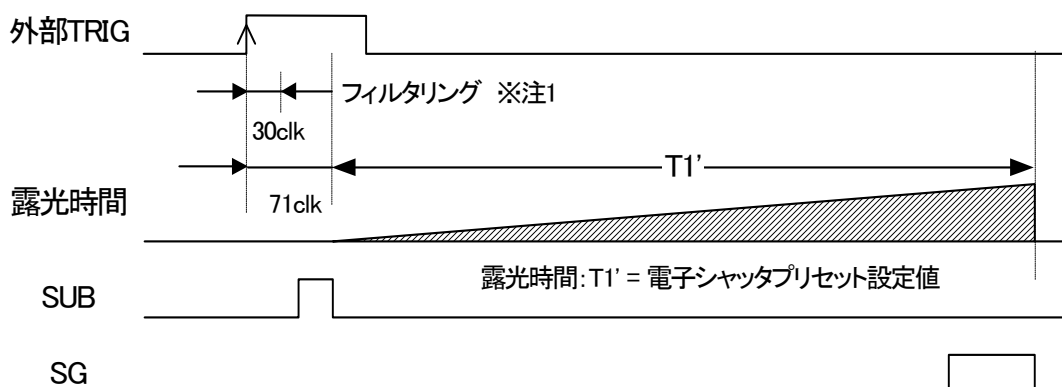 外部TRIG
フィルタリング ※注1
30clk
T1'
露光時間
71clk
露光時間:T1' = 電子シャッタプリセット設定値
SUB
SG